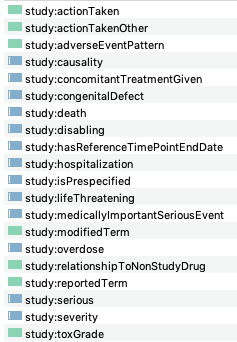 study:actionTaken
study:actionTakenOther
study:adverseEventPattern
study:causality
study:concomitantTreatmentGiven
study:congenitalDefect
study:death
study:disabling
study:hasReferenceTimePointEndDate
study:hospitalization
study:isPrespecified
study:lifeThreatening
study:medicallyImportantSeriousEvent
study:modifiedTerm
study:overdose
study:relationshipToNonStudyDrug
study:reportedTerm
study:serious
study:severity
study:toxGrade